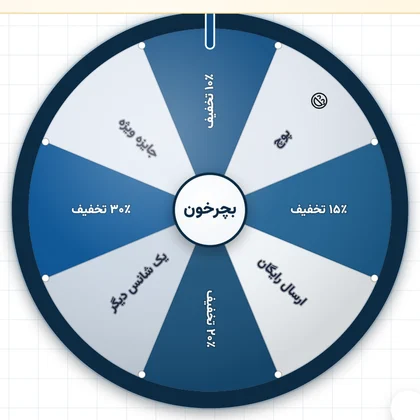 ۱۰٪ تخفیف
پوچ
۱۵٪ تخفیف
ارسال رایگان
۲۰٪ تخفیف
یک شانس دیگر
۳۰٪ تخفیف
جایزه ویژه
بچرخون